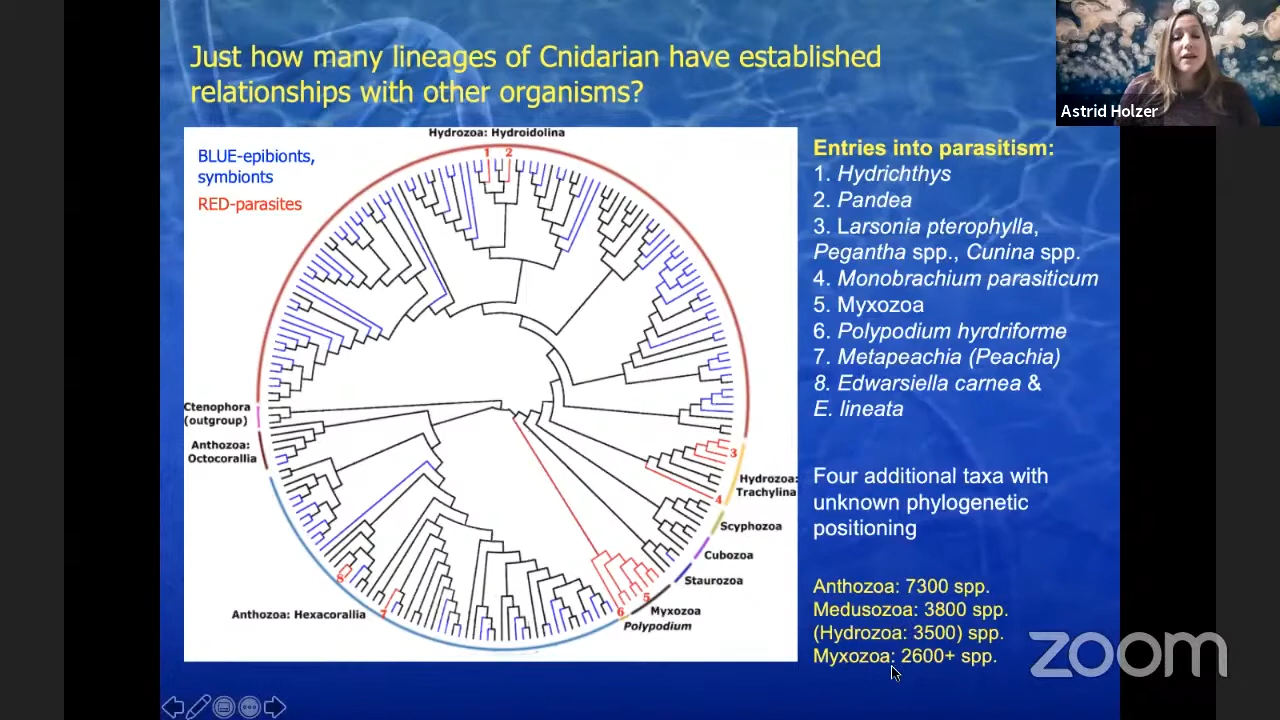 Just how many lineages of Cnidarian have established
relationships with other organisms?
Astrid Holzer
Hydrozoa: Hydroidolina
BLUE-epibionts,
symbionts
RED-parasites
1 2
Ctenophora
(outgroup)
Anthozoa:
Octocorallia
3
Hydrozoa:
Trachylina
4
Scyphozoa
Cubozoa
Staurozoa
5
Myxozoa
6
Polypodium
8
7
Anthozoa: Hexacorallia
Entries into parasitism:
1. Hydrichthys
2. Pandea
3. Larsonia pterophylla,
Pegantha spp., Cunina spp.
4. Monobrachium parasiticum
5. Myxozoa
6. Polypodium hyrdriforme
7. Metapeachia (Peachia)
8. Edwarsiella carnea &
E. lineata
Four additional taxa with
unknown phylogenetic
positioning
Anthozoa: 7300 spp.
Medusozoa: 3800 spp.
(Hydrozoa: 3500) spp.
Myxozoa: 2600+ spp.
zoom